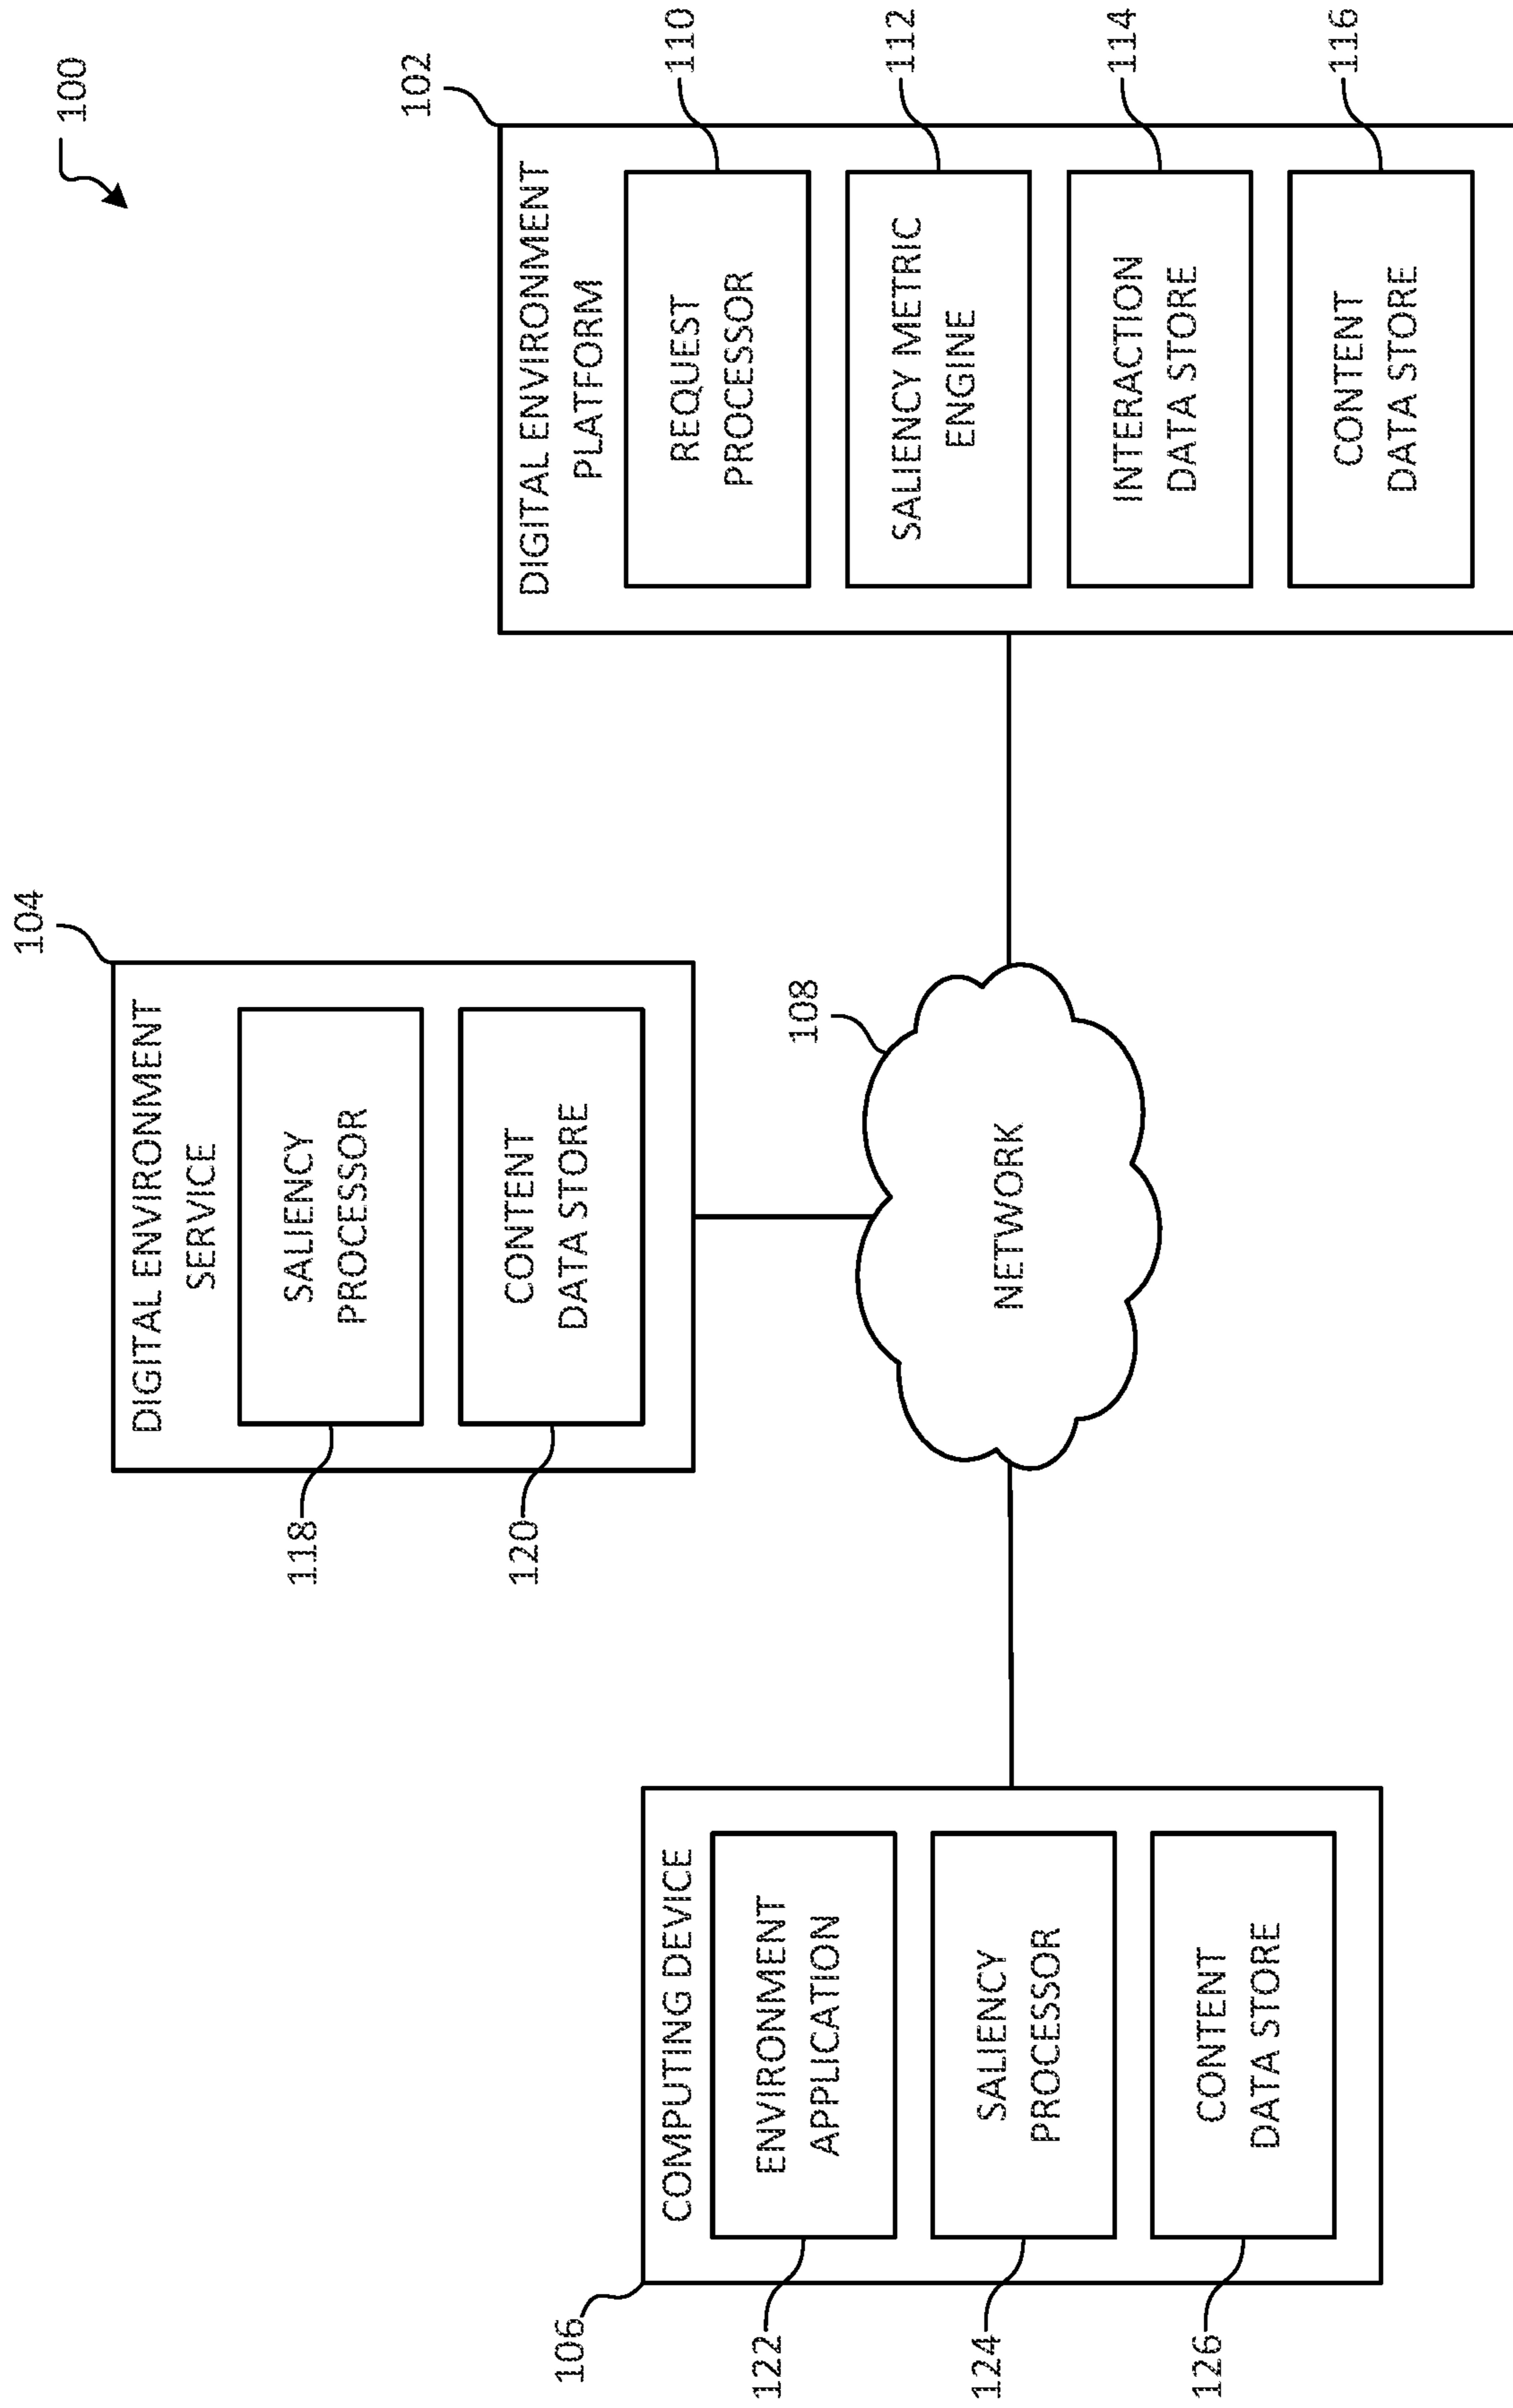 100
104
DIGITAL ENVIRONMENT
SERVICE
118
SALIENCY
PROCESSOR
120
CONTENT
DATA STORE
102
DIGITAL ENVIRONMENT
PLATFORM
REQUEST
PROCESSOR
110
SALIENCY METRIC
ENGINE
112
INTERACTION
DATA STORE
114
CONTENT
DATA STORE
116
106
COMPUTING DEVICE
122
ENVIRONMENT
APPLICATION
124
SALIENCY
PROCESSOR
126
CONTENT
DATA STORE
108
NETWORK